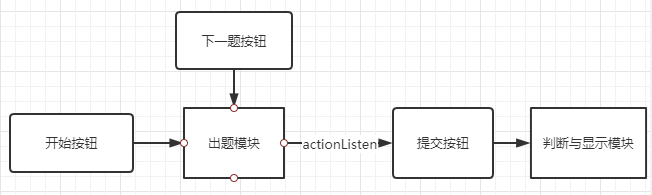 下一题按钮
开始按钮
出题模块
actionListen
提交按钮
判断与显示模块